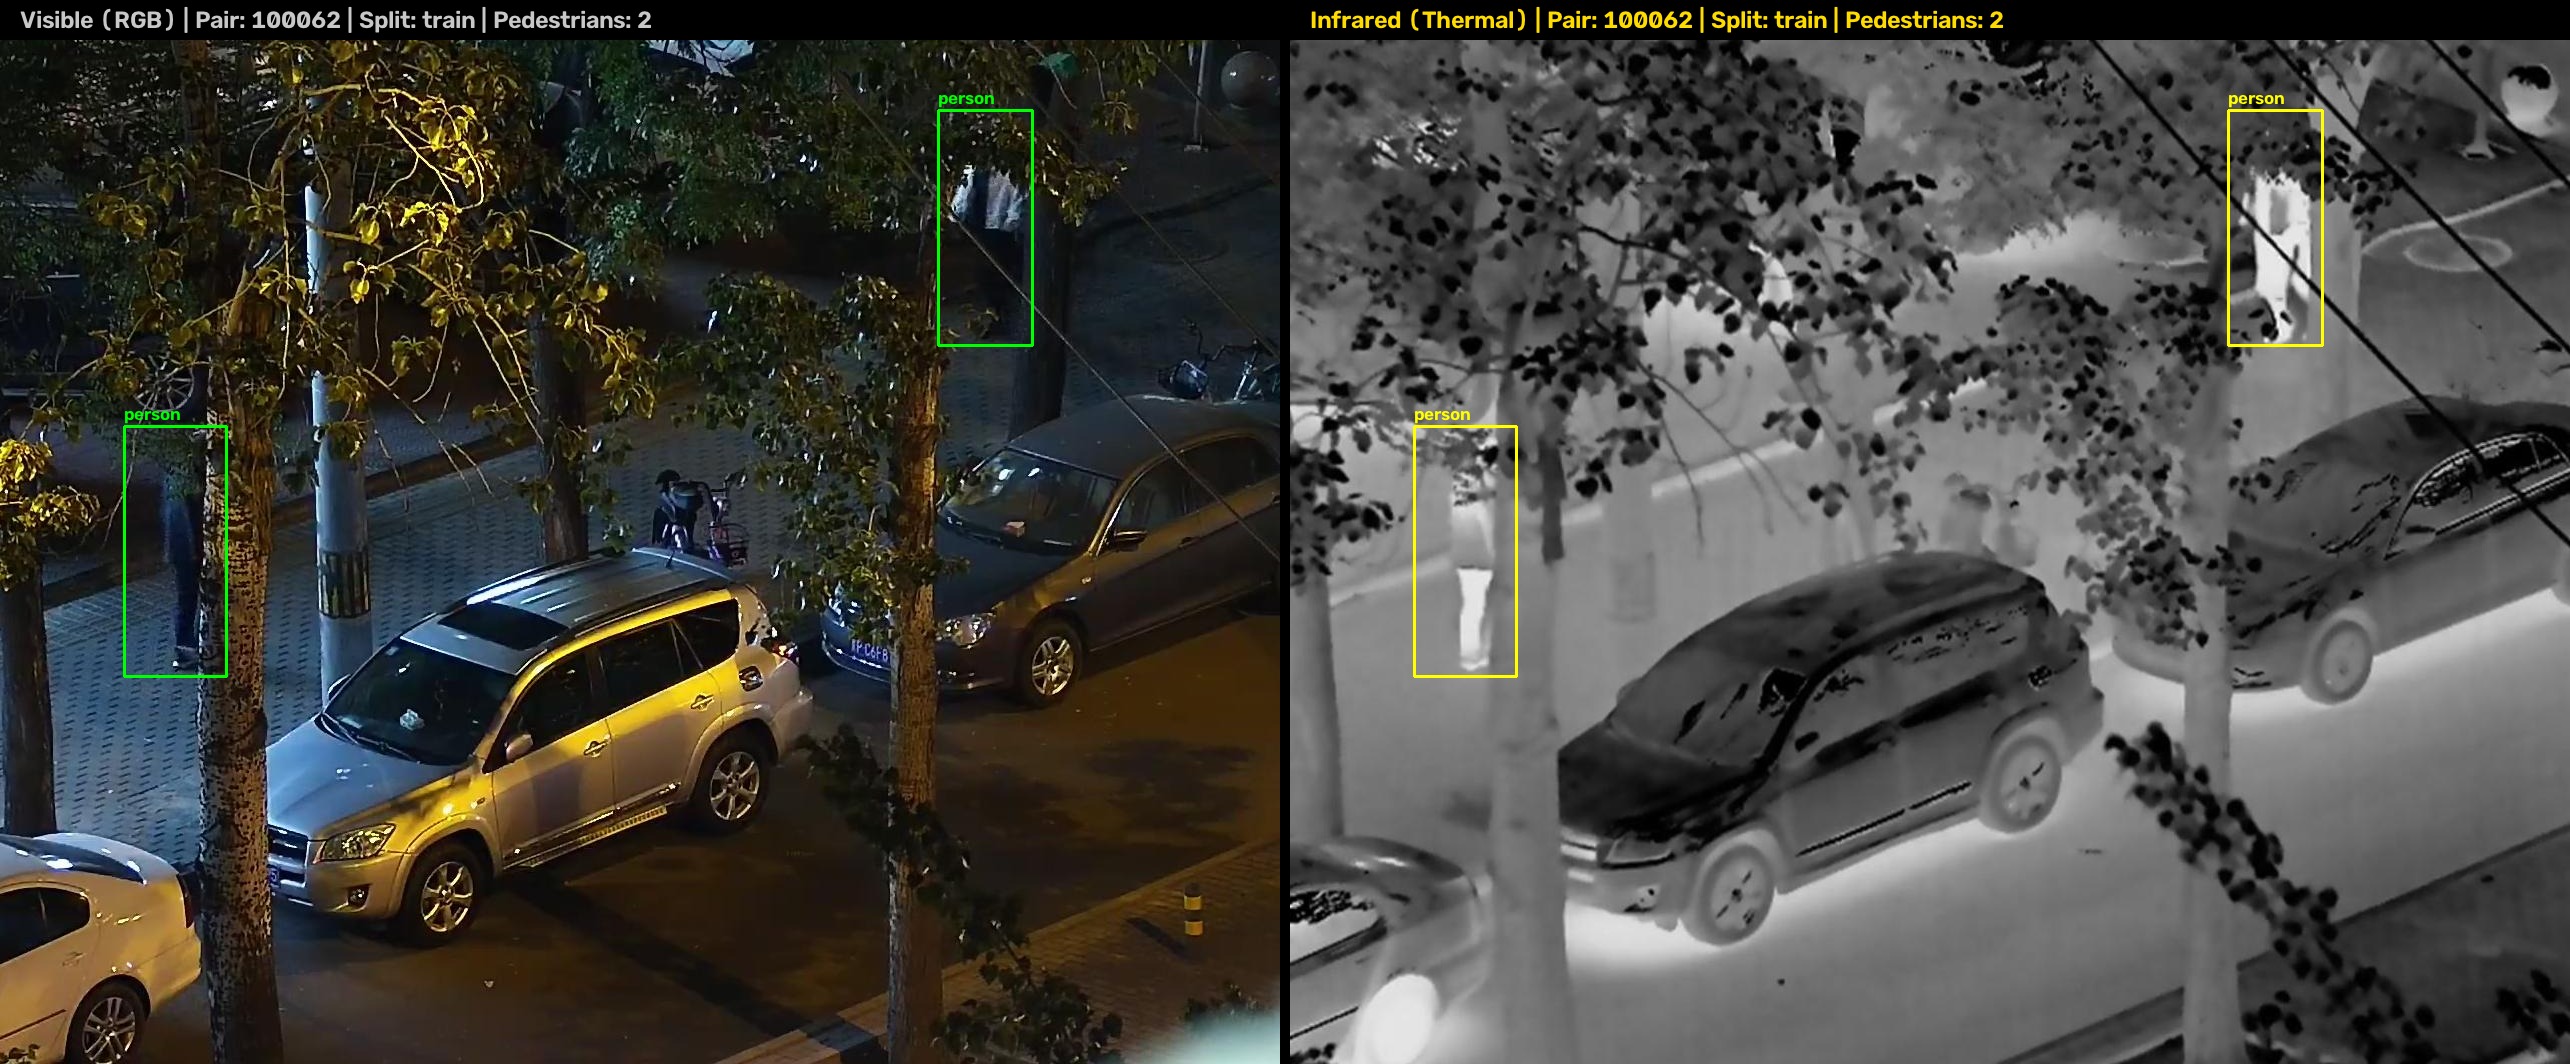 Visible (RGB) | Pair: 100062 | Split: train | Pedestrians: 2
Infrared (Thermal) | Pair: 100062 | Split: train | Pedestrians: 2
person
person
person
person